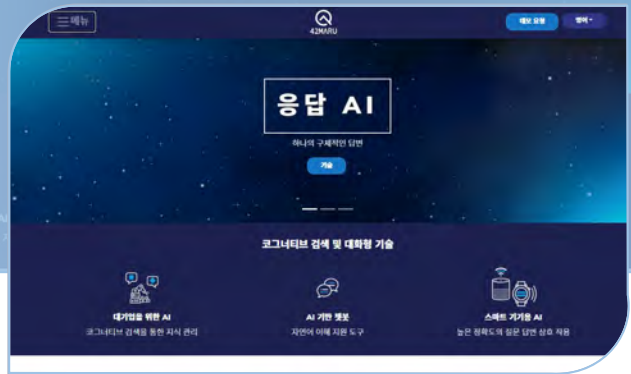 메뉴
42MARU
데모 요청
영어
응답 AI
하나의 구체적인 답변
기술
코그너티브 검색 및 대화형 기술
대기업을 위한 AI
코그너티브 검색을 통한 지식 관리
AI 기반 챗봇
자연어 이해 지원 도구
스마트 기기용 AI
높은 정확도의 질문 답변 상호 작용